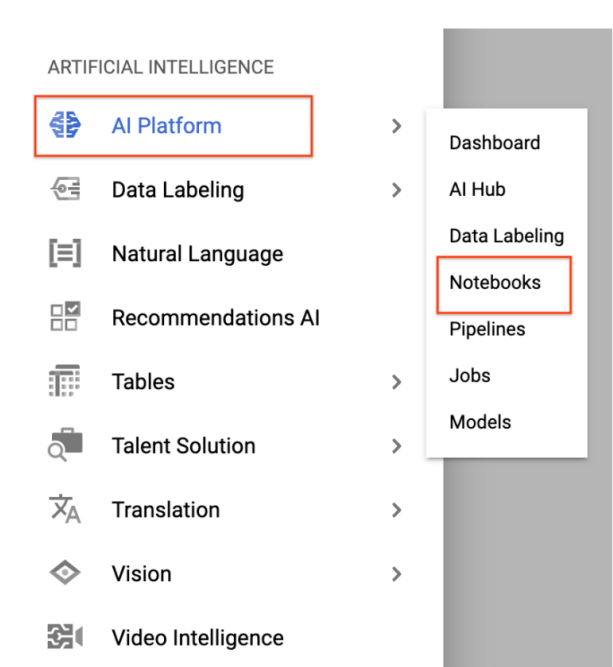 ARTIFICIAL INTELLIGENCE
AI Platform
Data Labeling
Natural Language
Recommendations AI
Tables
Talent Solution
Translation
Vision
Video Intelligence
Dashboard
AI Hub
Data Labeling
Notebooks
Pipelines
Jobs
Models